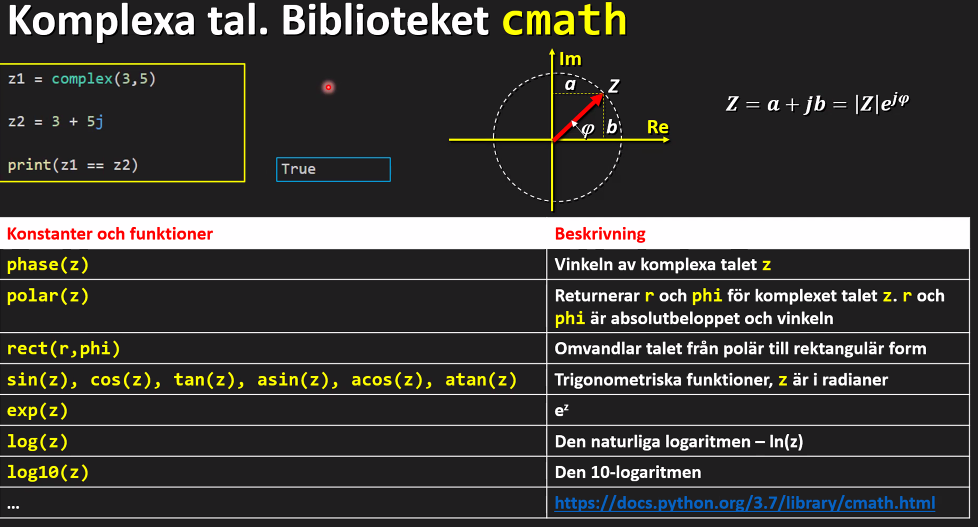 Komplexa tal. Biblioteket cmath
z1 = complex(3,5)
z2 = 3 + 5j
print(z1 == z2)
True
Im
a
Z
φ
b
Re
Z = a + jb = |Z|e^{jφ}
Konstanter och funktioner
Beskrivning
phase(z)
Vinkeln av komplexa talet z
polar(z)
Returnerar r och phi för komplexet talet z. r och
phi är absolutbeloppet och vinkeln
rect(r,phi)
Omvandlar talet från polär till rektangulär form
sin(z), cos(z), tan(z), asin(z), acos(z), atan(z)
Trigonometriska funktioner, z är i radianer
exp(z)
e^z
log(z)
Den naturliga logaritmen – ln(z)
log10(z)
Den 10-logaritmen
…
https://docs.python.org/3.7/library/cmath.html